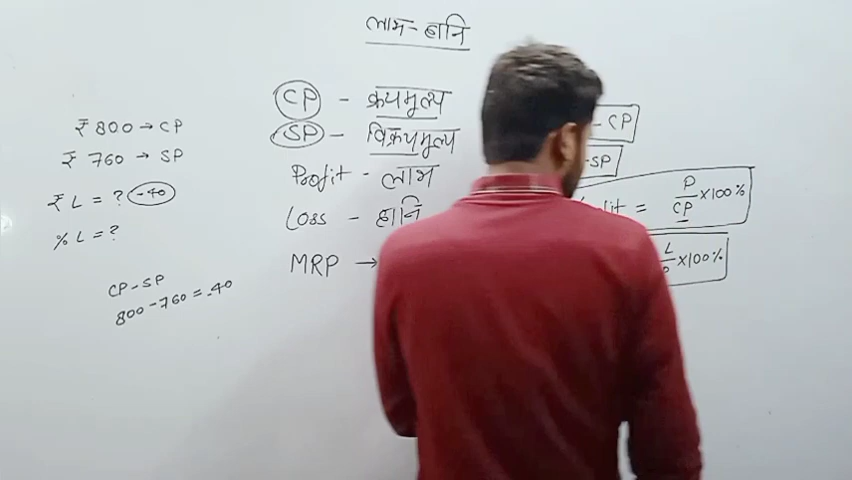 लाभ - हानि
₹ 800 → CP
₹ 760 → SP
₹ L = ? -40
% L = ?
CP - SP
800 - 760 = -40
CP - क्रयमूल्य
SP - विक्रयमूल्य
Profit - लाभ
Loss - हानि
MRP →
- CP
- SP
= P/CP × 100%
L/ × 100%